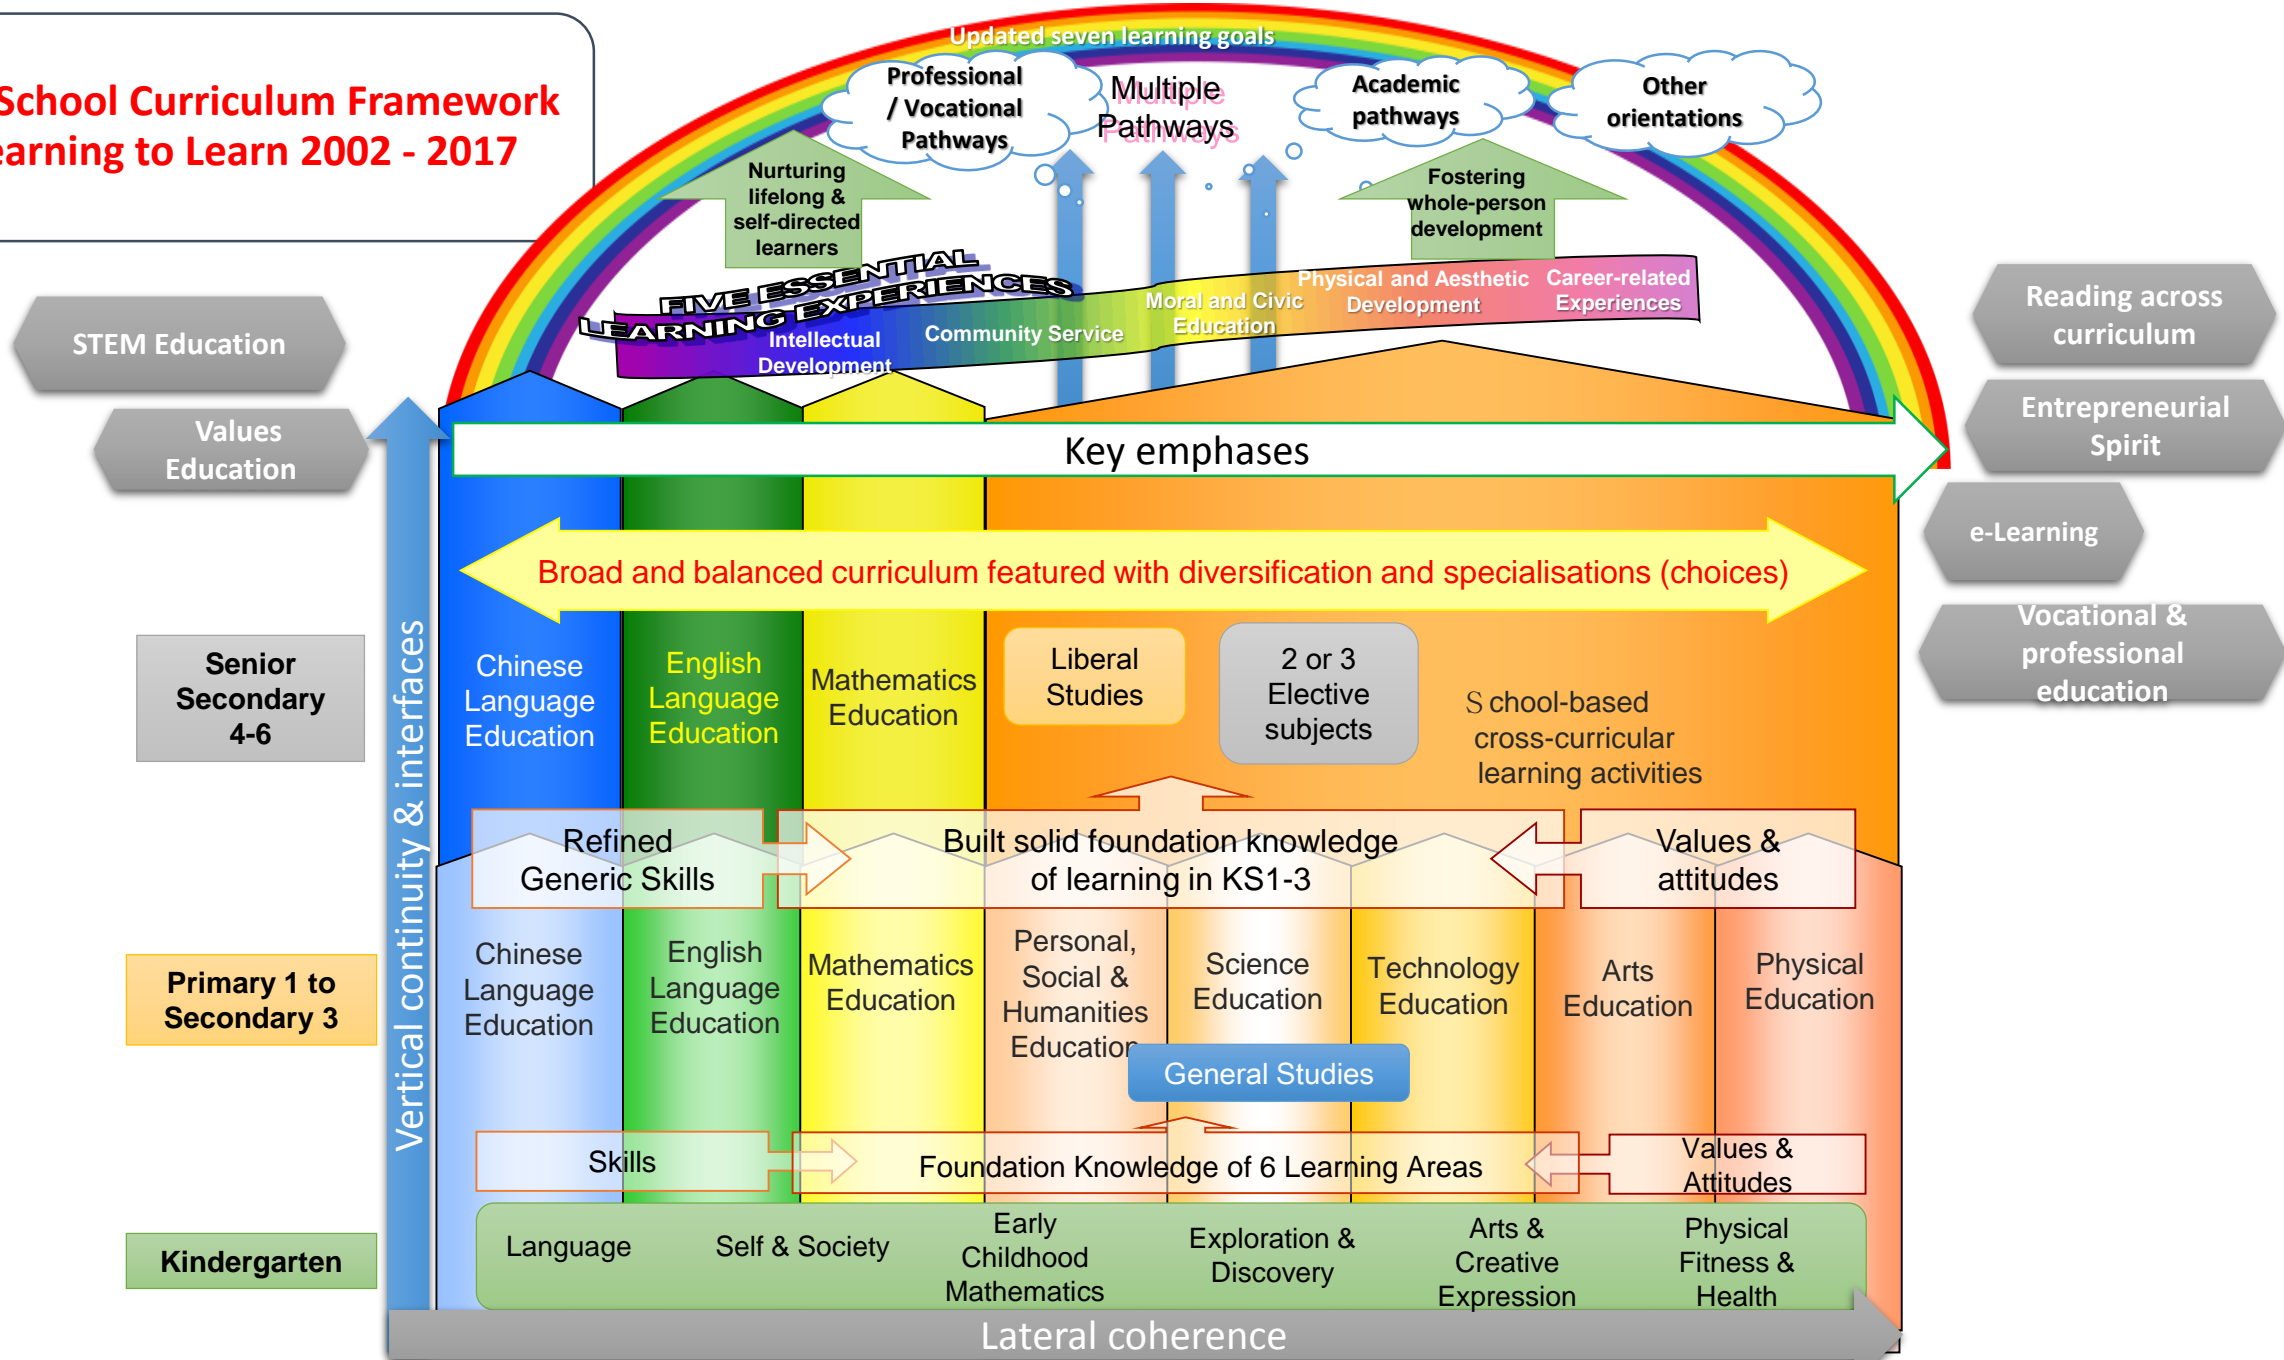 School Curriculum Framework
earning to Learn 2002 - 2017
Updated seven learning goals
Professional
/ Vocational
Pathways
Multiple
Pathways
Academic
pathways
Other
orientations
Nurturing
lifelong &
self-directed
learners
Fostering
whole-person
development
FIVE ESSENTIAL
LEARNING EXPERIENCES
Intellectual
Development
Community Service
Moral and Civic
Education
Physical and Aesthetic
Development
Career-related
Experiences
STEM Education
Values
Education
Reading across
curriculum
Entrepreneurial
Spirit
e-Learning
Vocational &
professional
education
Key emphases
Broad and balanced curriculum featured with diversification and specialisations (choices)
Vertical continuity & interfaces
Senior
Secondary
4-6
Chinese
Language
Education
English
Language
Education
Mathematics
Education
Liberal
Studies
2 or 3
Elective
subjects
S chool-based
cross-curricular
learning activities
Refined
Generic Skills
Built solid foundation knowledge
of learning in KS1-3
Values &
attitudes
Primary 1 to
Secondary 3
Chinese
Language
Education
English
Language
Education
Mathematics
Education
Personal,
Social &
Humanities
Education
Science
Education
Technology
Education
Arts
Education
Physical
Education
General Studies
Skills
Foundation Knowledge of 6 Learning Areas
Values &
Attitudes
Kindergarten
Language
Self & Society
Early
Childhood
Mathematics
Exploration &
Discovery
Arts &
Creative
Expression
Physical
Fitness &
Health
Lateral coherence